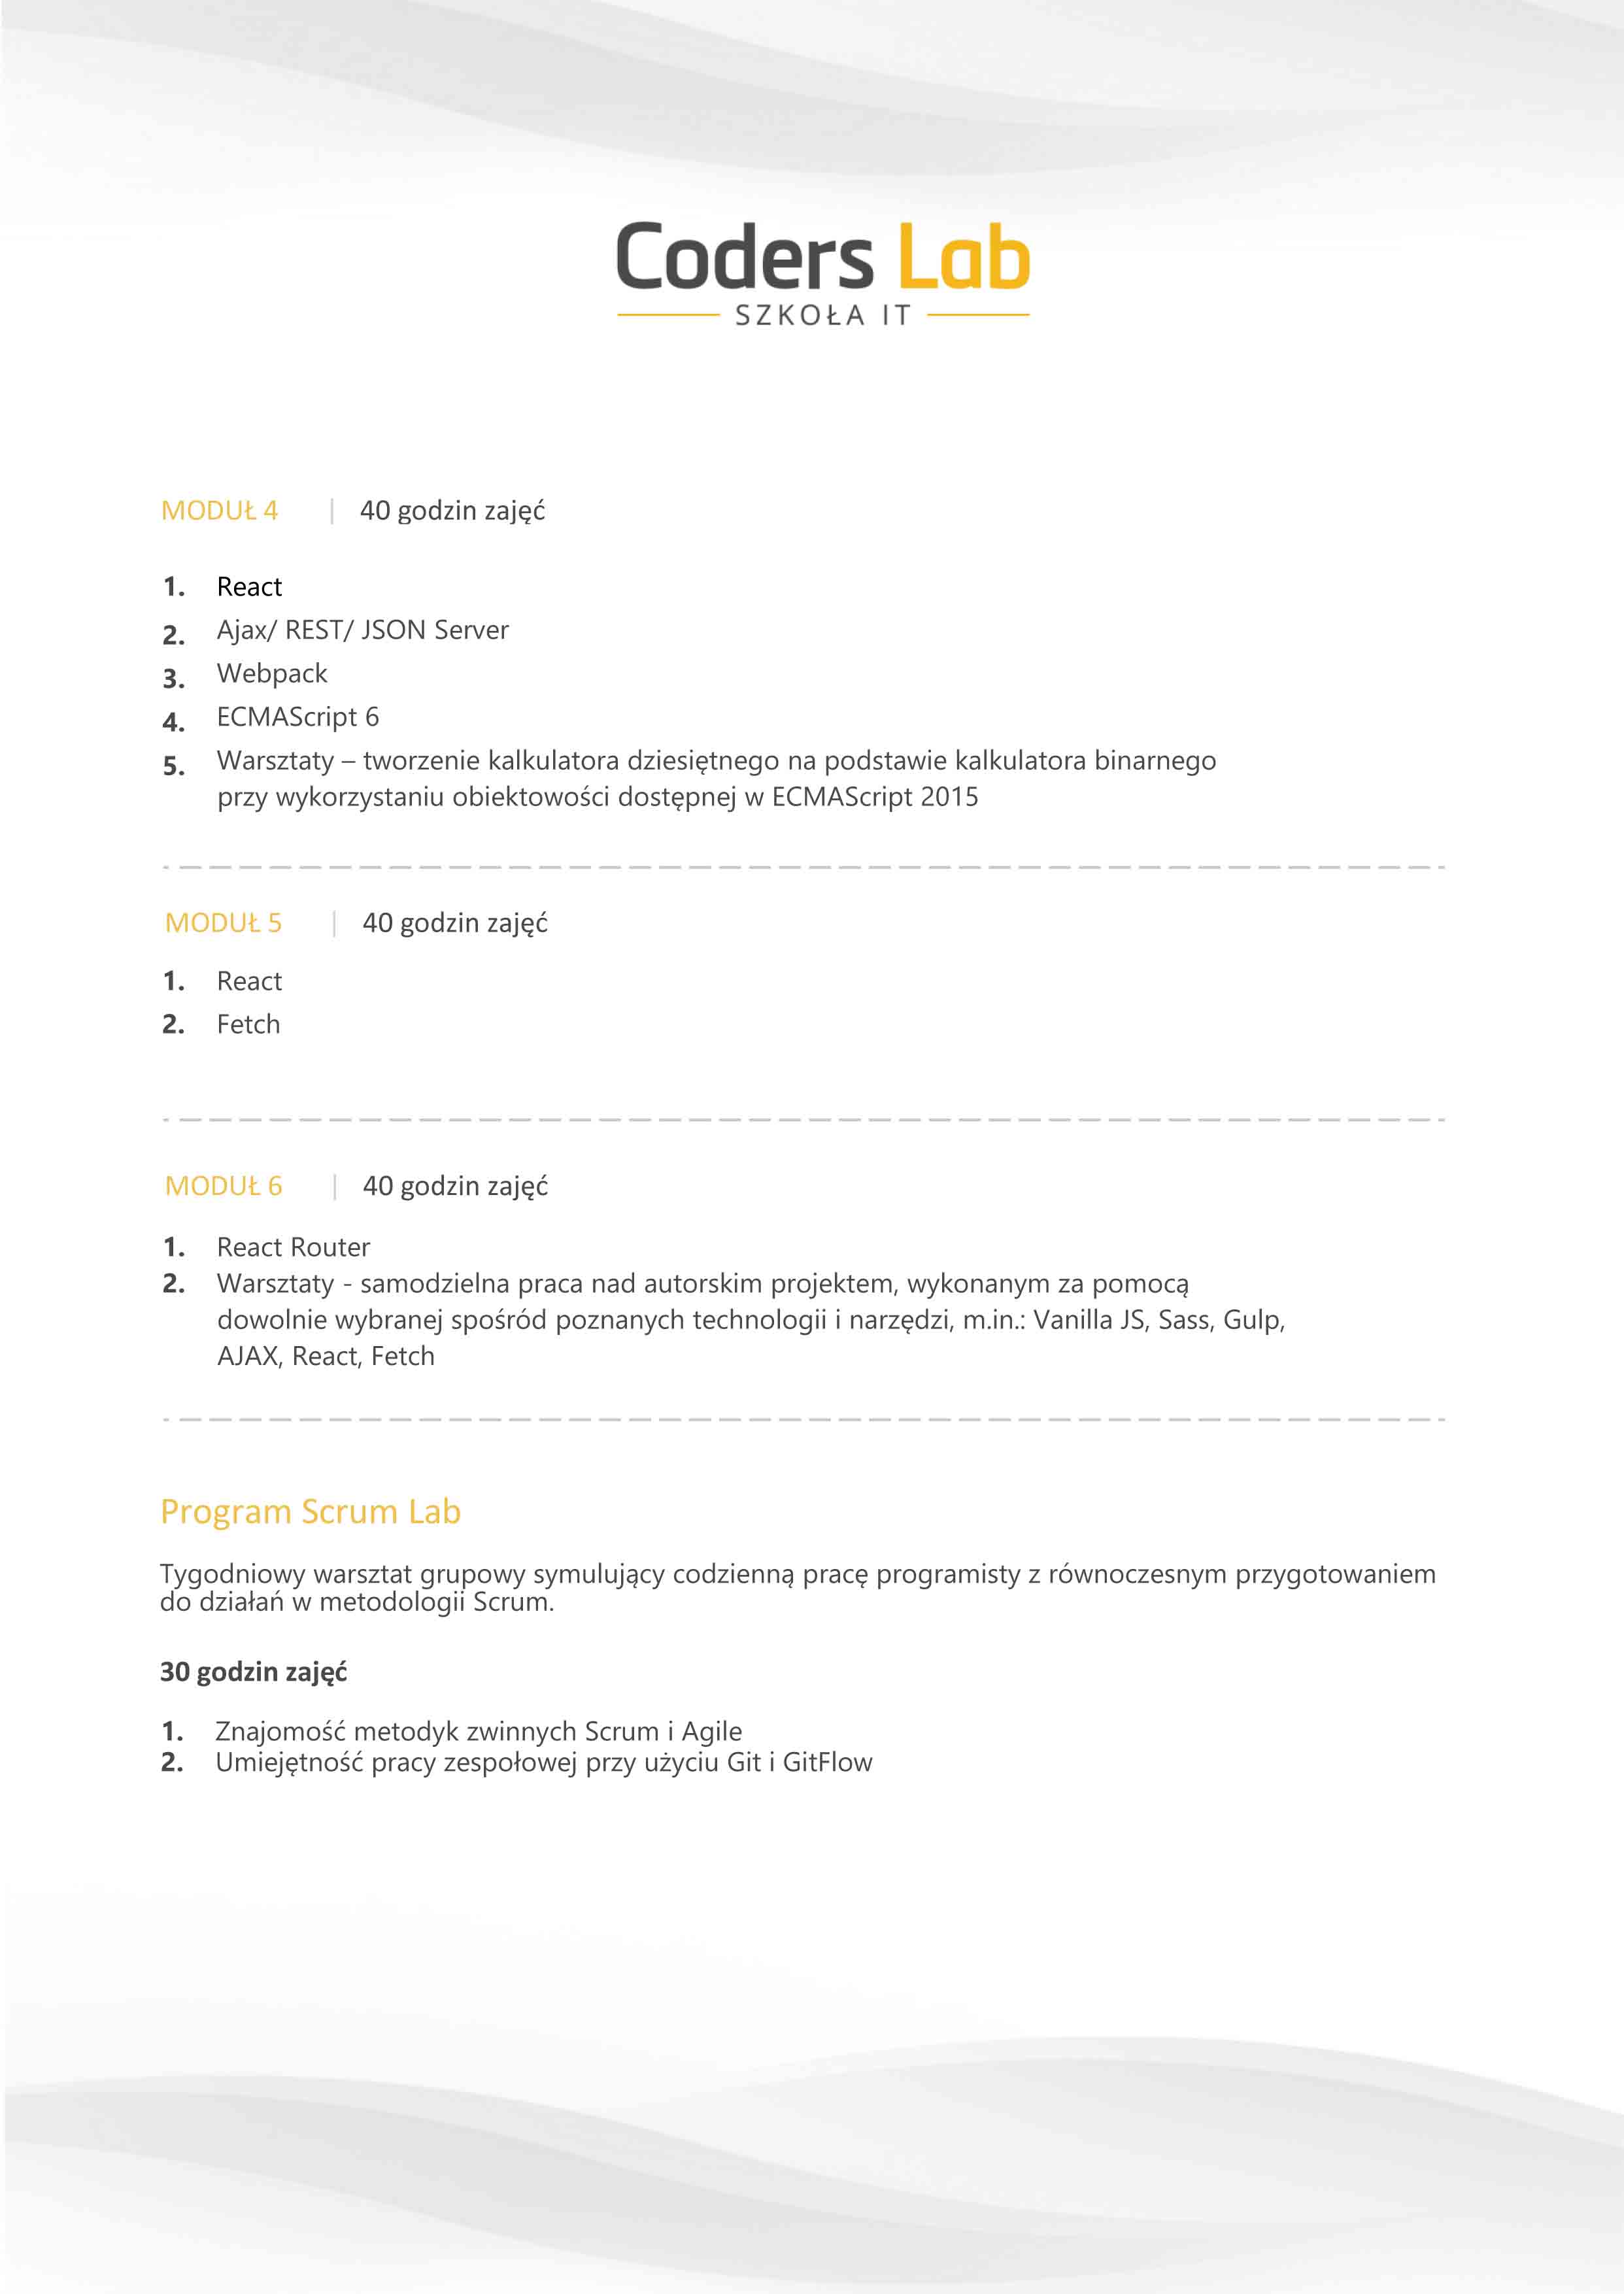 Coders Lab
SZKOŁA IT
MODUŁ 4 | 40 godzin zajęć
1. React
2. Ajax/ REST/ JSON Server
3. Webpack
4. ECMAScript 6
5. Warsztaty – tworzenie kalkulatora dziesiętnego na podstawie kalkulatora binarnego
przy wykorzystaniu obiektowości dostępnej w ECMAScript 2015
MODUŁ 5 | 40 godzin zajęć
1. React
2. Fetch
MODUŁ 6 | 40 godzin zajęć
1. React Router
2. Warsztaty - samodzielna praca nad autorskim projektem, wykonanym za pomocą
dowolnie wybranej spośród poznanych technologii i narzędzi, m.in.: Vanilla JS, Sass, Gulp,
AJAX, React, Fetch
Program Scrum Lab
Tygodniowy warsztat grupowy symulujący codzienną pracę programisty z równoczesnym przygotowaniem
do działań w metodologii Scrum.
30 godzin zajęć
1. Znajomość metodyk zwinnych Scrum i Agile
2. Umiejętność pracy zespołowej przy użyciu Git i GitFlow